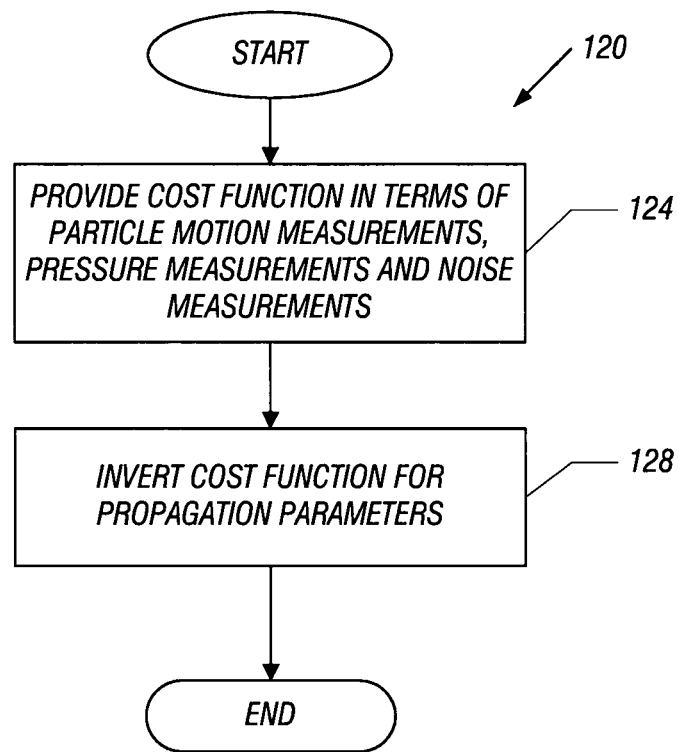 START
120
PROVIDE COST FUNCTION IN TERMS OF
PARTICLE MOTION MEASUREMENTS,
PRESSURE MEASUREMENTS AND NOISE
MEASUREMENTS
124
INVERT COST FUNCTION FOR
PROPAGATION PARAMETERS
128
END